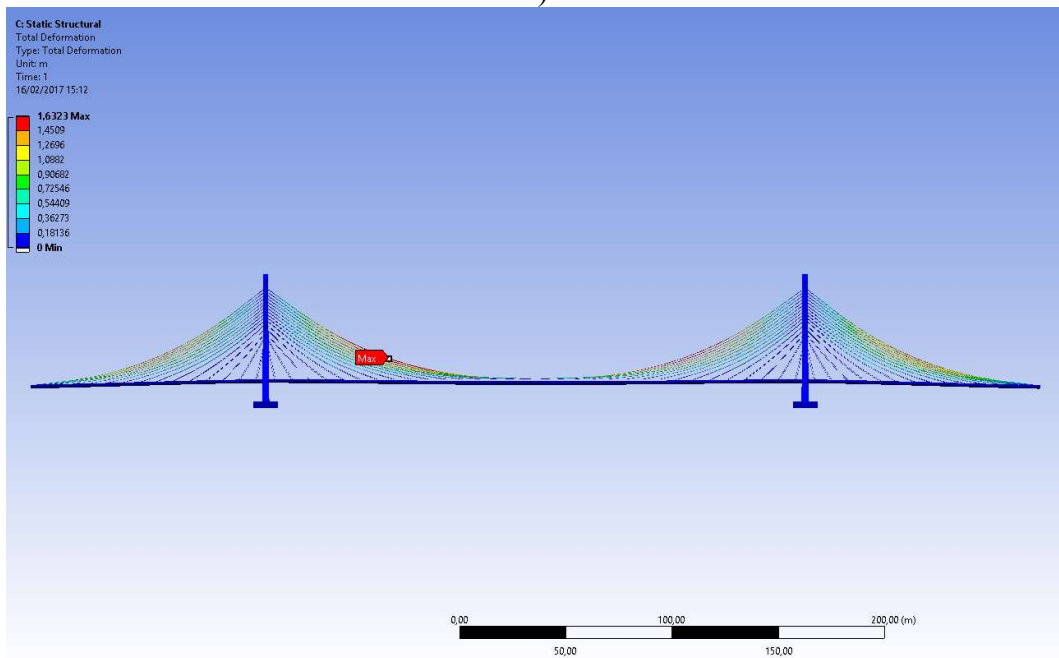 )
C: Static Structural
Total Deformation
Type: Total Deformation
Unit: m
Time: 1
16/02/2017 15:12
1,6323 Max
1,4509
1,2696
1,0882
0,90682
0,72546
0,54409
0,36273
0,18136
0 Min
Max
0,00 100,00 200,00 (m)
50,00 150,00